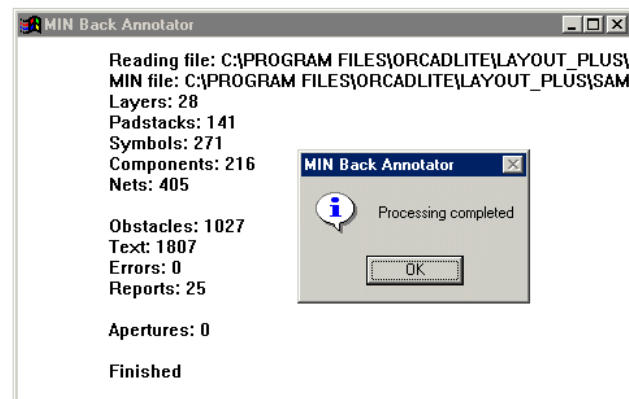 MIN Back Annotator
Reading file: C:\PROGRAM FILES\ORCADLITE\LAYOUT_PLUS\
MIN file: C:\PROGRAM FILES\ORCADLITE\LAYOUT_PLUS\SAM
Layers: 28
Padstacks: 141
Symbols: 271
Components: 216
Nets: 405
Obstacles: 1027
Text: 1807
Errors: 0
Reports: 25
Apertures: 0
Finished
MIN Back Annotator
Processing completed
OK